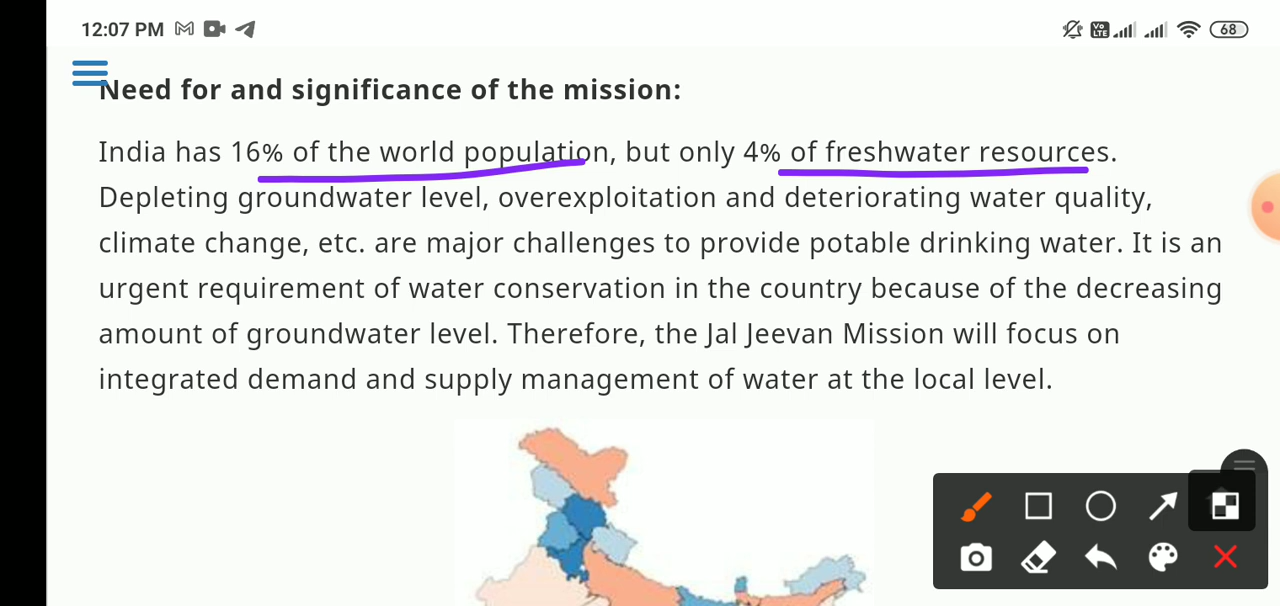 12:07 PM
Vo LTE
68
Need for and significance of the mission:
India has 16% of the world population, but only 4% of freshwater resources.
Depleting groundwater level, overexploitation and deteriorating water quality,
climate change, etc. are major challenges to provide potable drinking water. It is an
urgent requirement of water conservation in the country because of the decreasing
amount of groundwater level. Therefore, the Jal Jeevan Mission will focus on
integrated demand and supply management of water at the local level.